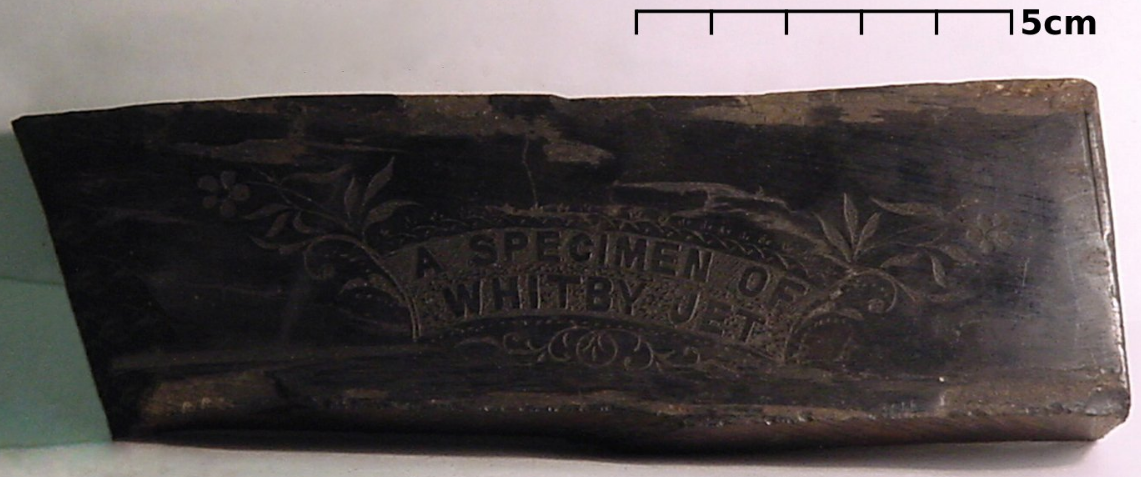 5cm
A SPECIMEN OF
WHITBY JET